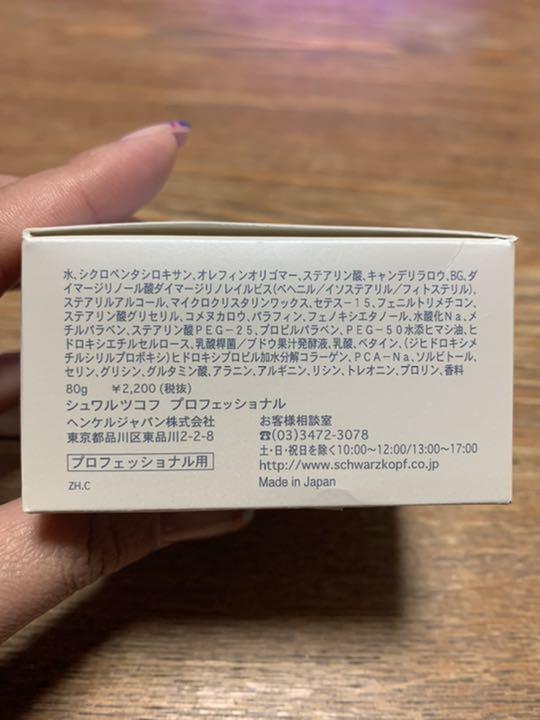 水、シクロペンタシロキサン、オレフィンオリゴマー、ステアリン酸、キャンデリラロウ、BG、ダ
イマージリノール酸ダイマージリノレイルビス(ベヘニル/イソステアリル/フィトステリル)、
ステアリルアルコール、マイクロクリスタリンワックス、セテス-15、フェニルトリメチコン、
ステアリン酸グリセリル、コメヌカロウ、パラフィン、フェノキシエタノール、水酸化Na、メ
チルパラベン、ステアリン酸PEG-25、プロピルパラベン、PEG-50水添ヒマシ油、ヒ
ドロキシエチルセルロース、乳酸桿菌/ブドウ果汁発酵液、乳酸、ベタイン、(ジヒドロキシメ
チルシリルプロポキシ)ヒドロキシプロピル加水分解コラーゲン、PCA-Na、ソルビトール、
セリン、グリシン、グルタミン酸、アラニン、アルギニン、リシン、トレオニン、プロリン、香料
80g ¥2,200(税抜)
シュワルツコフ プロフェッショナル
ヘンケルジャパン株式会社
東京都品川区東品川2-2-8
プロフェッショナル用
ZH.C
お客様相談室
☎(03)3472-3078
土・日・祝日を除く10:00~12:00/13:00~17:00
http://www.schwarzkopf.co.jp
Made in Japan